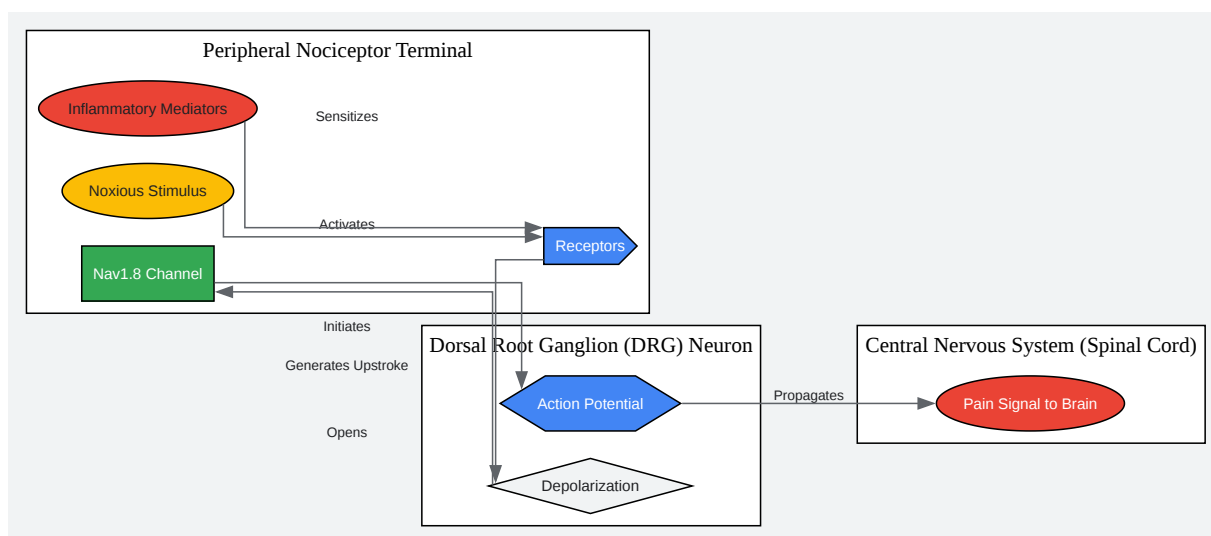 Peripheral Nociceptor Terminal
Inflammatory Mediators
Sensitizes
Noxious Stimulus
Activates
Receptors
Nav1.8 Channel
Initiates
Dorsal Root Ganglion (DRG) Neuron
Central Nervous System (Spinal Cord)
Generates Upstroke
Action Potential
Propagates
Pain Signal to Brain
Opens
Depolarization